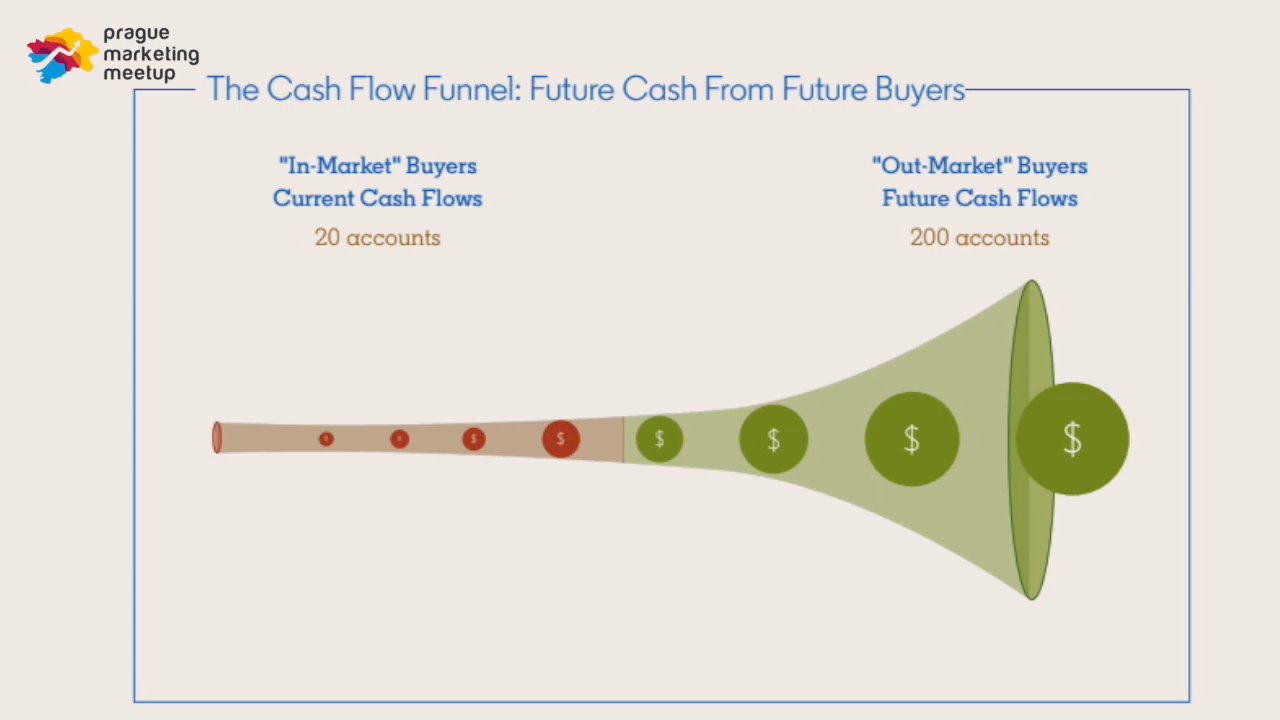 prague
marketing
meetup
The Cash Flow Funnel: Future Cash From Future Buyers
"In-Market" Buyers
Current Cash Flows
20 accounts
"Out-Market" Buyers
Future Cash Flows
200 accounts
$ $ $ $ $ $ $ $